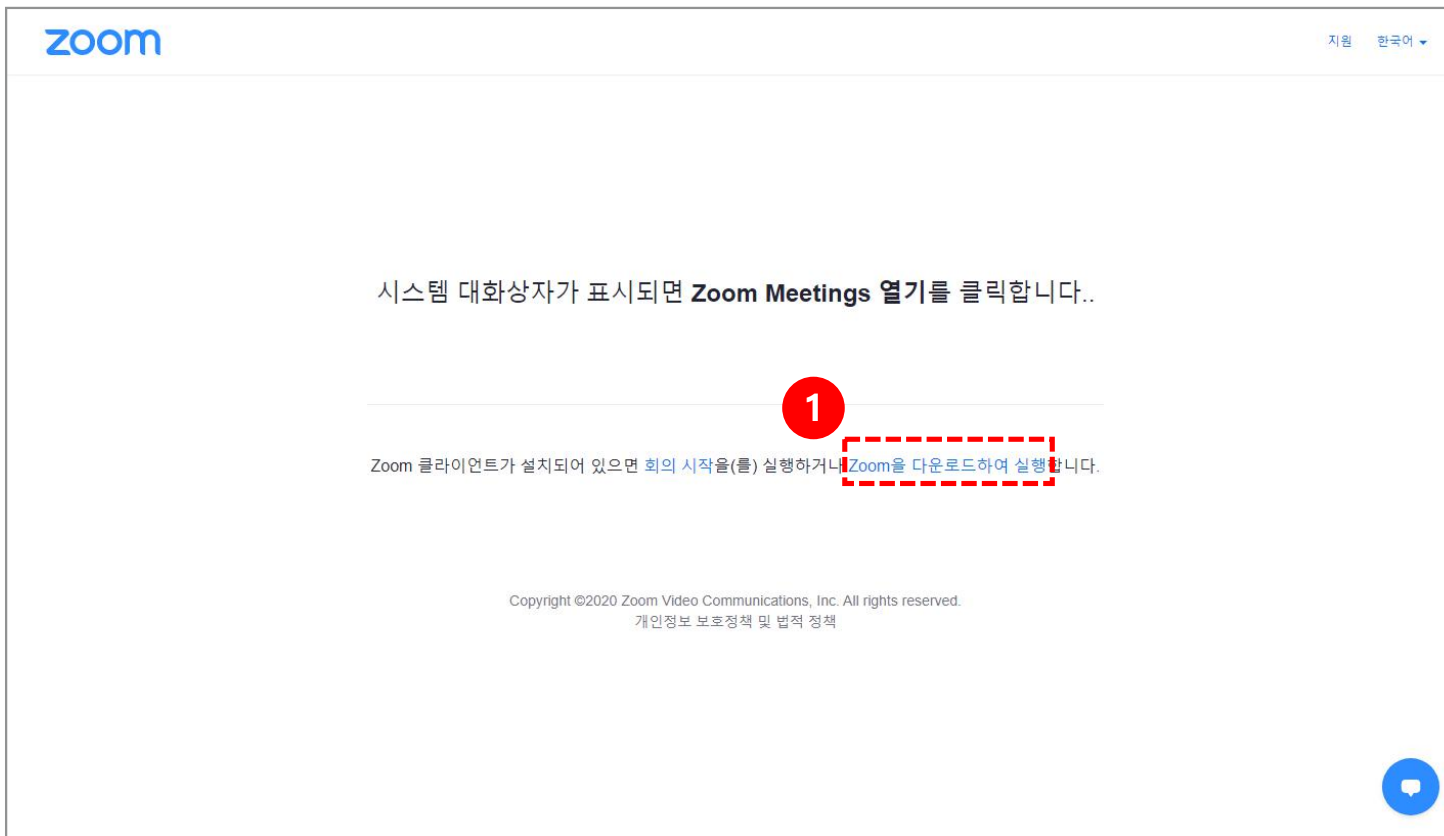 zoom
지원 한국어
시스템 대화상자가 표시되면 Zoom Meetings 열기를 클릭합니다..
1
Zoom 클라이언트가 설치되어 있으면 회의 시작을(를) 실행하거나 Zoom을 다운로드하여 실행합니다.
Copyright ©2020 Zoom Video Communications, Inc. All rights reserved.
개인정보 보호정책 및 법적 정책